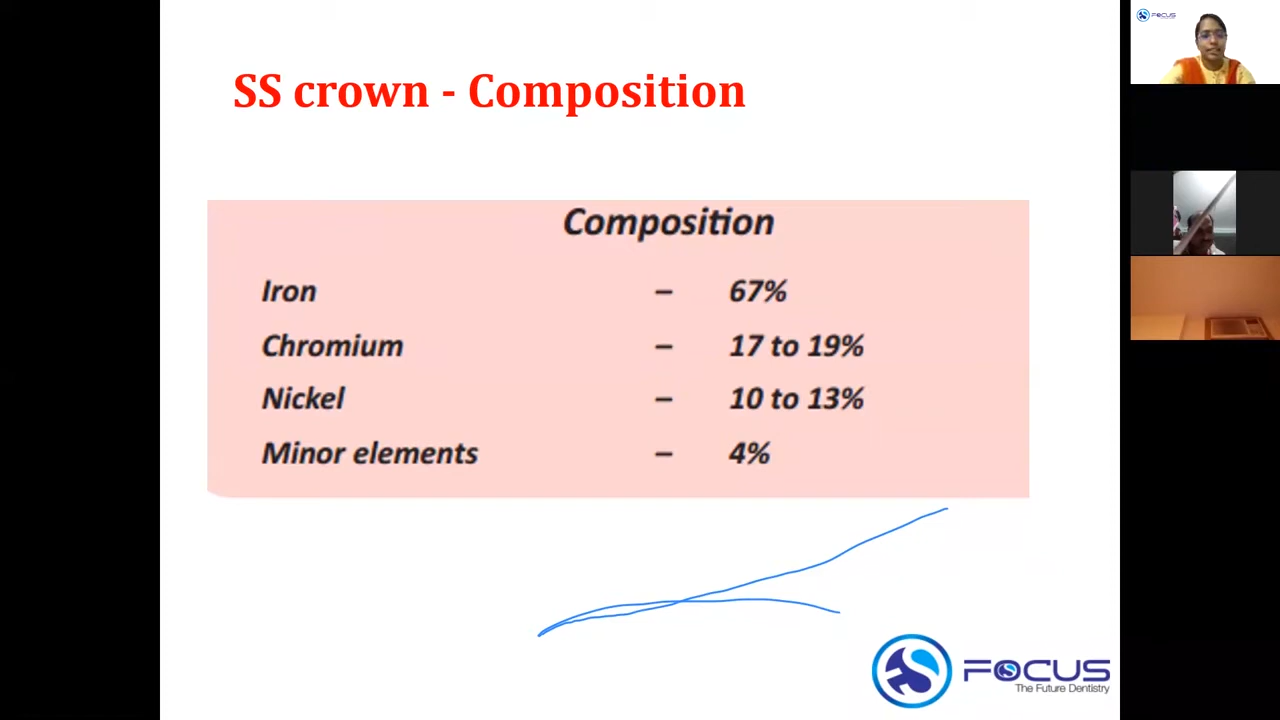 SS crown - Composition
Composition
Iron – 67%
Chromium – 17 to 19%
Nickel – 10 to 13%
Minor elements – 4%
FOCUS
The Future Dentistry
FOCUS